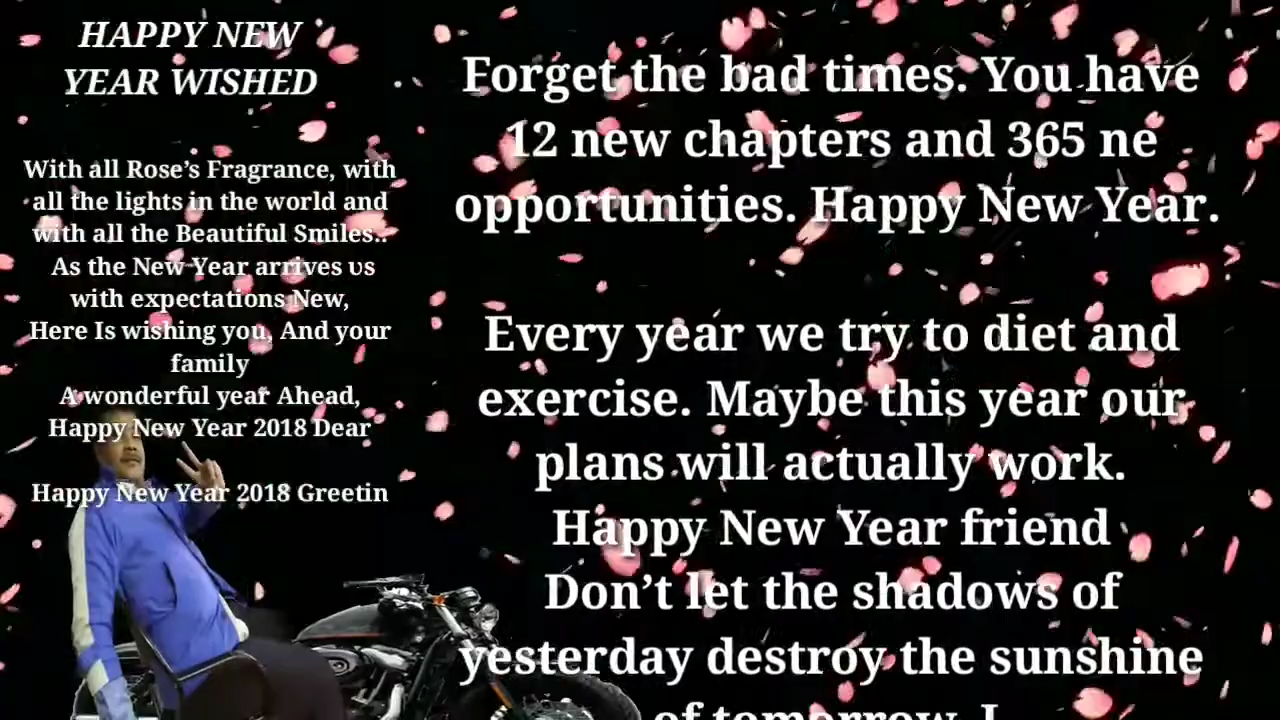 HAPPY NEW
YEAR WISHED
With all Rose’s Fragrance, with
all the lights in the world and
with all the Beautiful Smiles..
As the New Year arrives ʋs
with expectations New,
Here Is wishing you, And your
family
A wonderful year Ahead,
Happy New Year 2018 Dear
Happy New Year 2018 Greetin
Forget the bad times. You have
12 new chapters and 365 ne
opportunities. Happy New Year.
Every year we try to diet and
exercise. Maybe this year our
plans will actually work.
Happy New Year friend
Don’t let the shadows of
yesterday destroy the sunshine
of tomorrow. I